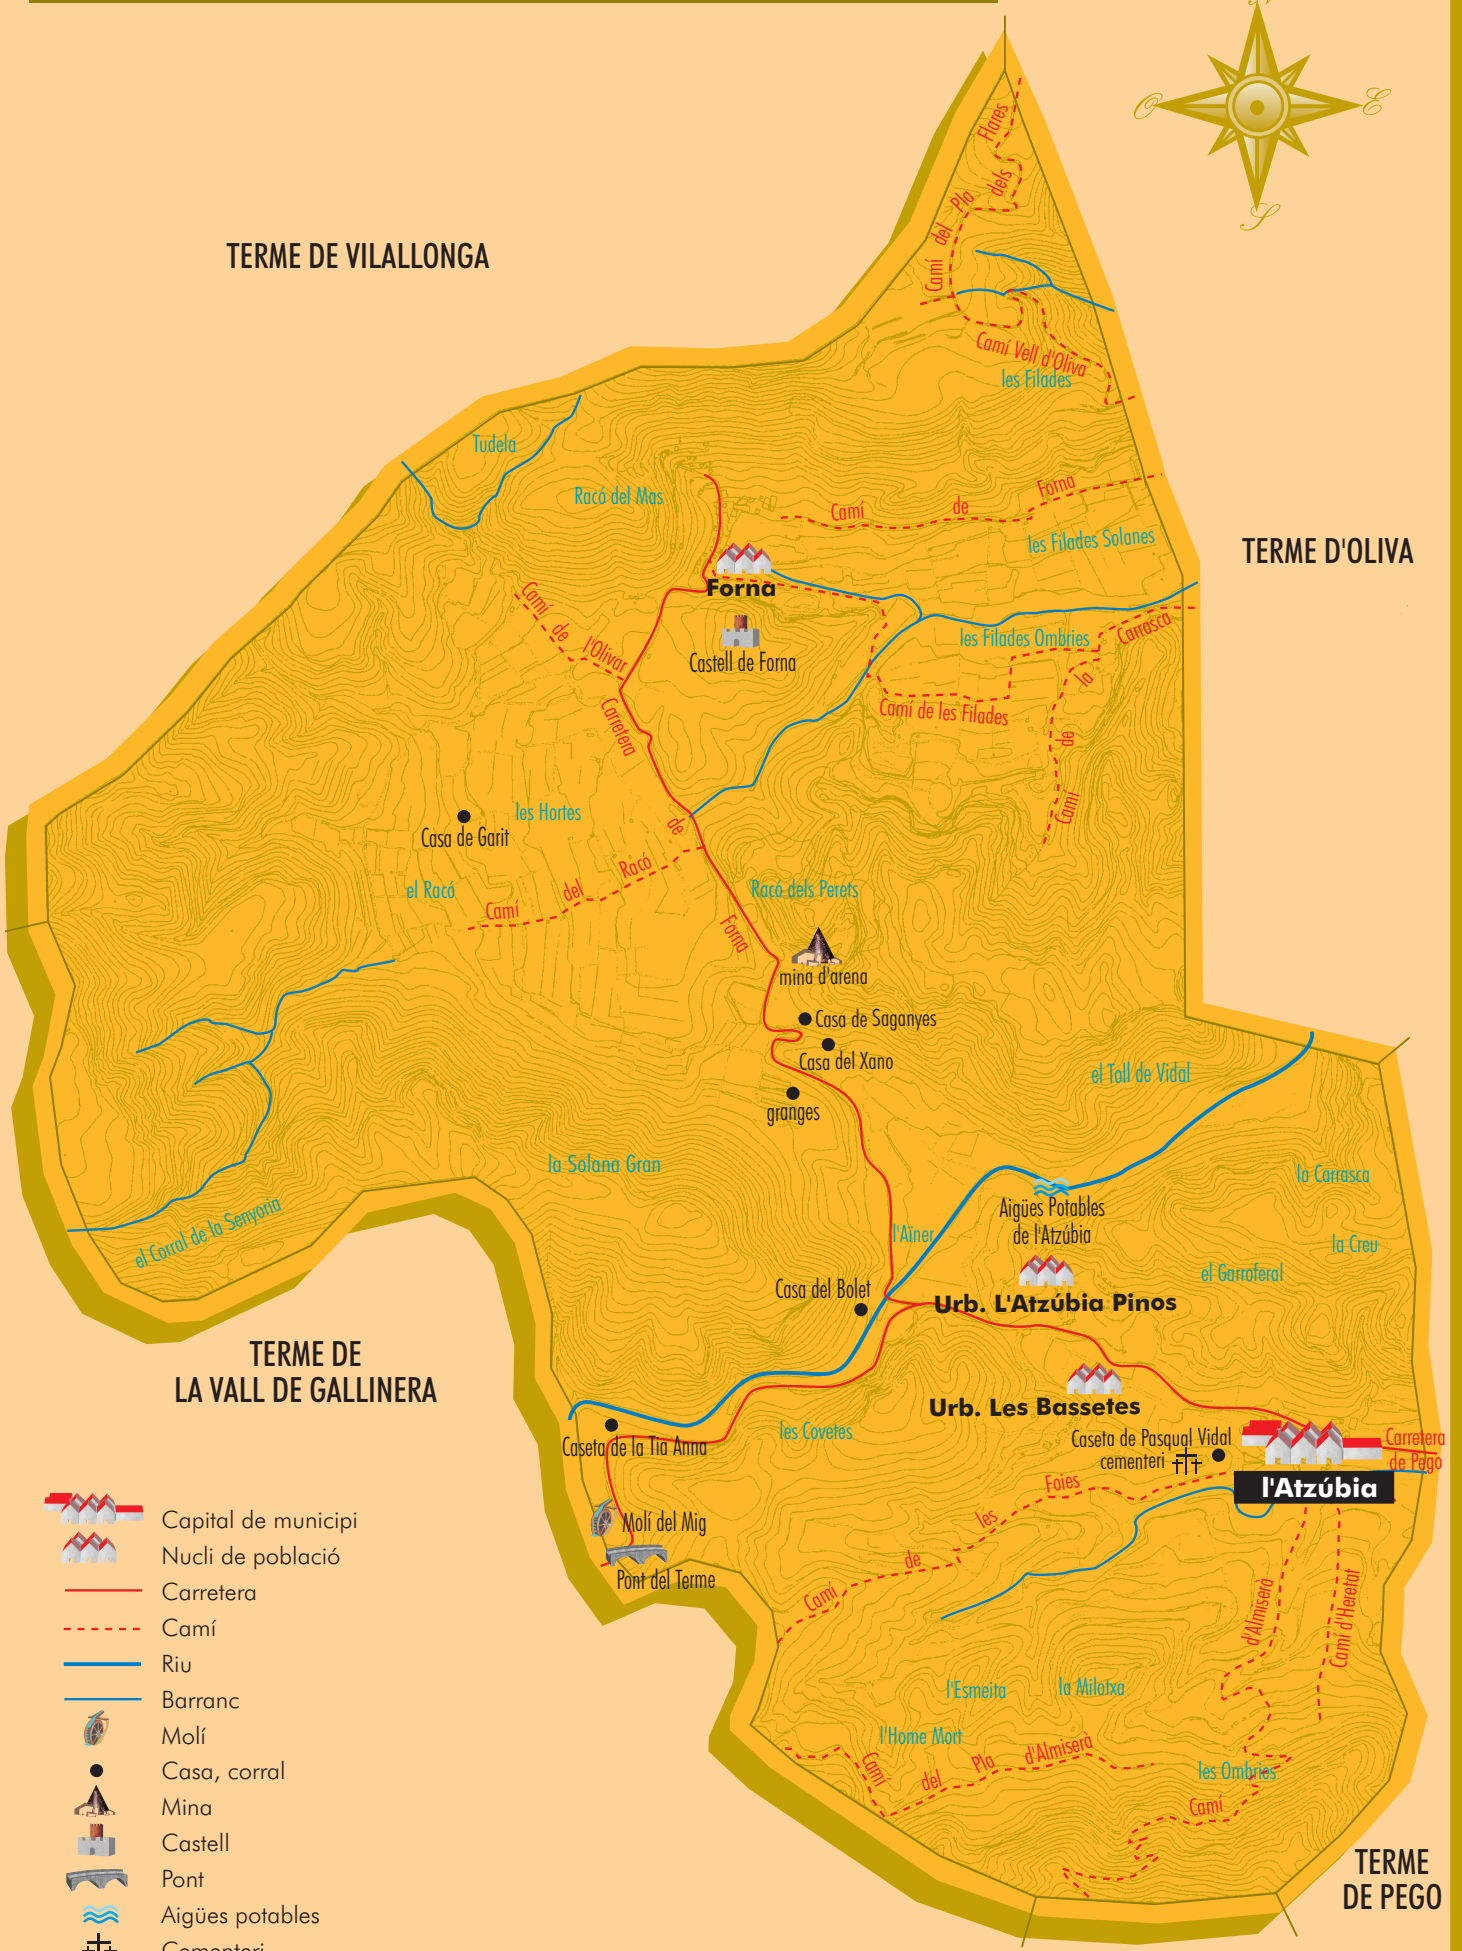 N
O
E
S
TERME DE VILALLONGA
Camí del Pla dels Flares
Camí Vell d'Oliva
les Filades
Tudela
Racó del Mas
Camí de Forna
les Filades Solanes
TERME D'OLIVA
Forna
Camí de l'Olivar
Castell de Forna
les Filades Ombries
Camí de la Carrasca
Camí de les Filades
Carretera de Forna
les Hortes
Casa de Garit
el Racó
Camí del Racó
Racó dels Perets
mina d'arena
Casa de Saganyes
Casa del Xano
granges
el Toll de Vidal
la Solana Gran
la Carrasca
el Corral de la Senyoria
Aigües Potables
de l'Atzúbia
l'Aïner
la Creu
el Garroferal
Casa del Bolet
Urb. L'Atzúbia Pinos
TERME DE
LA VALL DE GALLINERA
Urb. Les Bassetes
les Covetes
Caseta de la Tia Anna
Caseta de Pasqual Vidal
cementeri
Carretera
de Pego
l'Atzúbia
Camí de les Foies
Molí del Mig
Pont del Terme
Camí d'Almiserà
Camí d'Heretat
l'Esmeita
la Milotxa
l'Home Mort
Camí del Pla d'Almiserà
les Ombries
TERME
DE PEGO
Capital de municipi
Nucli de població
Carretera
Camí
Riu
Barranc
Molí
Casa, corral
Mina
Castell
Pont
Aigües potables
Cementeri